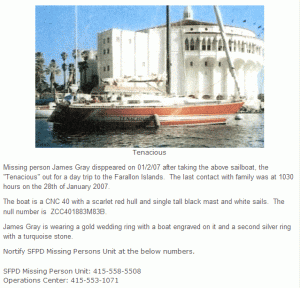 TENACIOUS
Tenacious
Missing person James Gray disppeared on 01/2/07 after taking the above sailboat, the
"Tenacious" out for a day trip to the Farallon Islands. The last contact with family was at 1030
hours on the 28th of January 2007.
The boat is a CNC 40 with a scarlet red hull and single tall black mast and white sails. The
null number is ZCC401883M83B.
James Gray is wearing a gold wedding ring with a boat engraved on it and a second silver ring
with a turquoise stone.
Nortify SFPD Missing Persons Unit at the below numbers.
SFPD Missing Person Unit: 415-558-5508
Operations Center: 415-553-1071